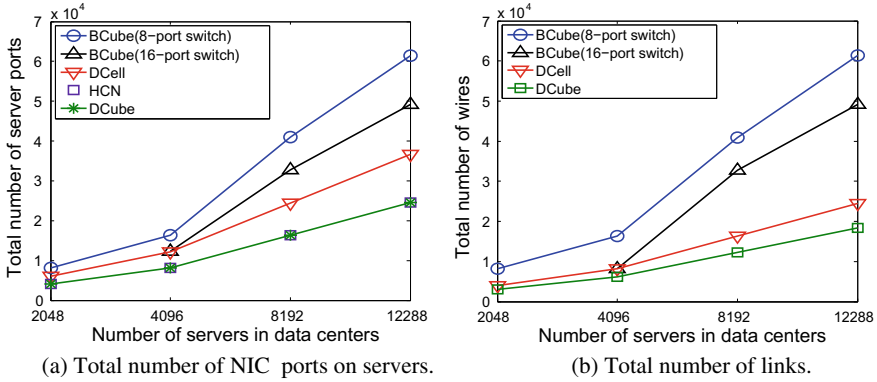 x 10^4
7
6
5
4
3
2
1
0
Total number of server ports
BCube(8−port switch)
BCube(16−port switch)
DCell
HCN
DCube
2048 4096 8192 12288
Number of servers in data centers
(a) Total number of NIC ports on servers.
x 10^4
7
6
5
4
3
2
1
0
Total number of wires
BCube(8−port switch)
BCube(16−port switch)
DCell
DCube
2048 4096 8192 12288
Number of servers in data centers
(b) Total number of links.